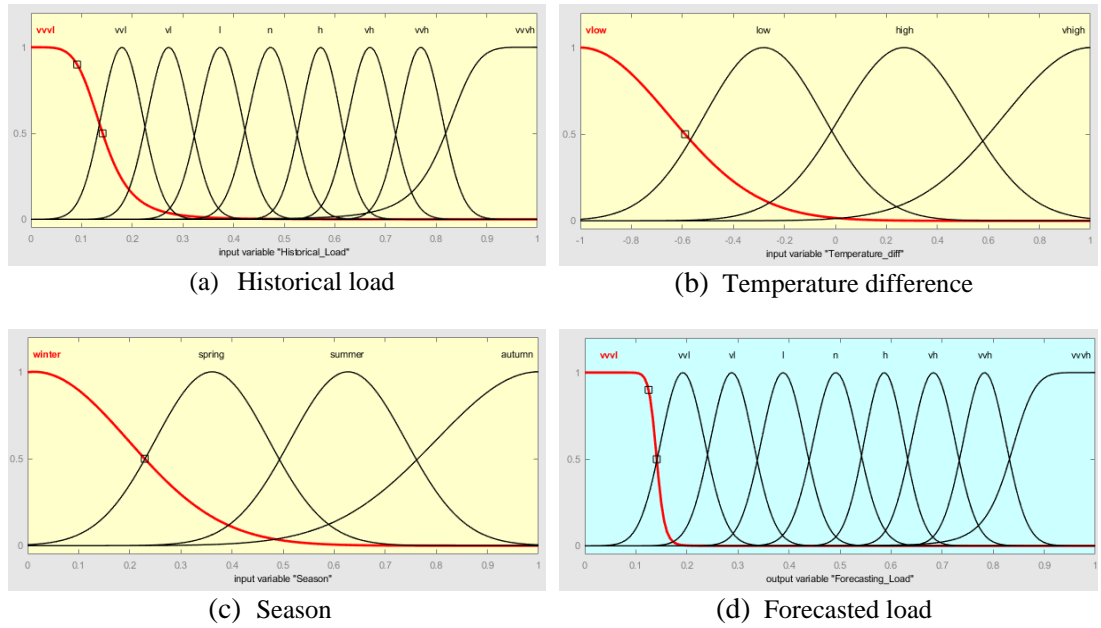 vvvl vvl vl l n h vh vvh vvvh
1
0.5
0
0 0.1 0.2 0.3 0.4 0.5 0.6 0.7 0.8 0.9 1
input variable "Historical_Load"
(a) Historical load
vlow low high vhigh
1
0.5
0
-1 -0.8 -0.6 -0.4 -0.2 0 0.2 0.4 0.6 0.8 1
input variable "Temperature_diff"
(b) Temperature difference
winter spring summer autumn
1
0.5
0
0 0.1 0.2 0.3 0.4 0.5 0.6 0.7 0.8 0.9 1
input variable "Season"
(c) Season
vvvl vvl vl l n h vh vvh vvvh
1
0.5
0
0 0.1 0.2 0.3 0.4 0.5 0.6 0.7 0.8 0.9 1
output variable "Forecasting_Load"
(d) Forecasted load